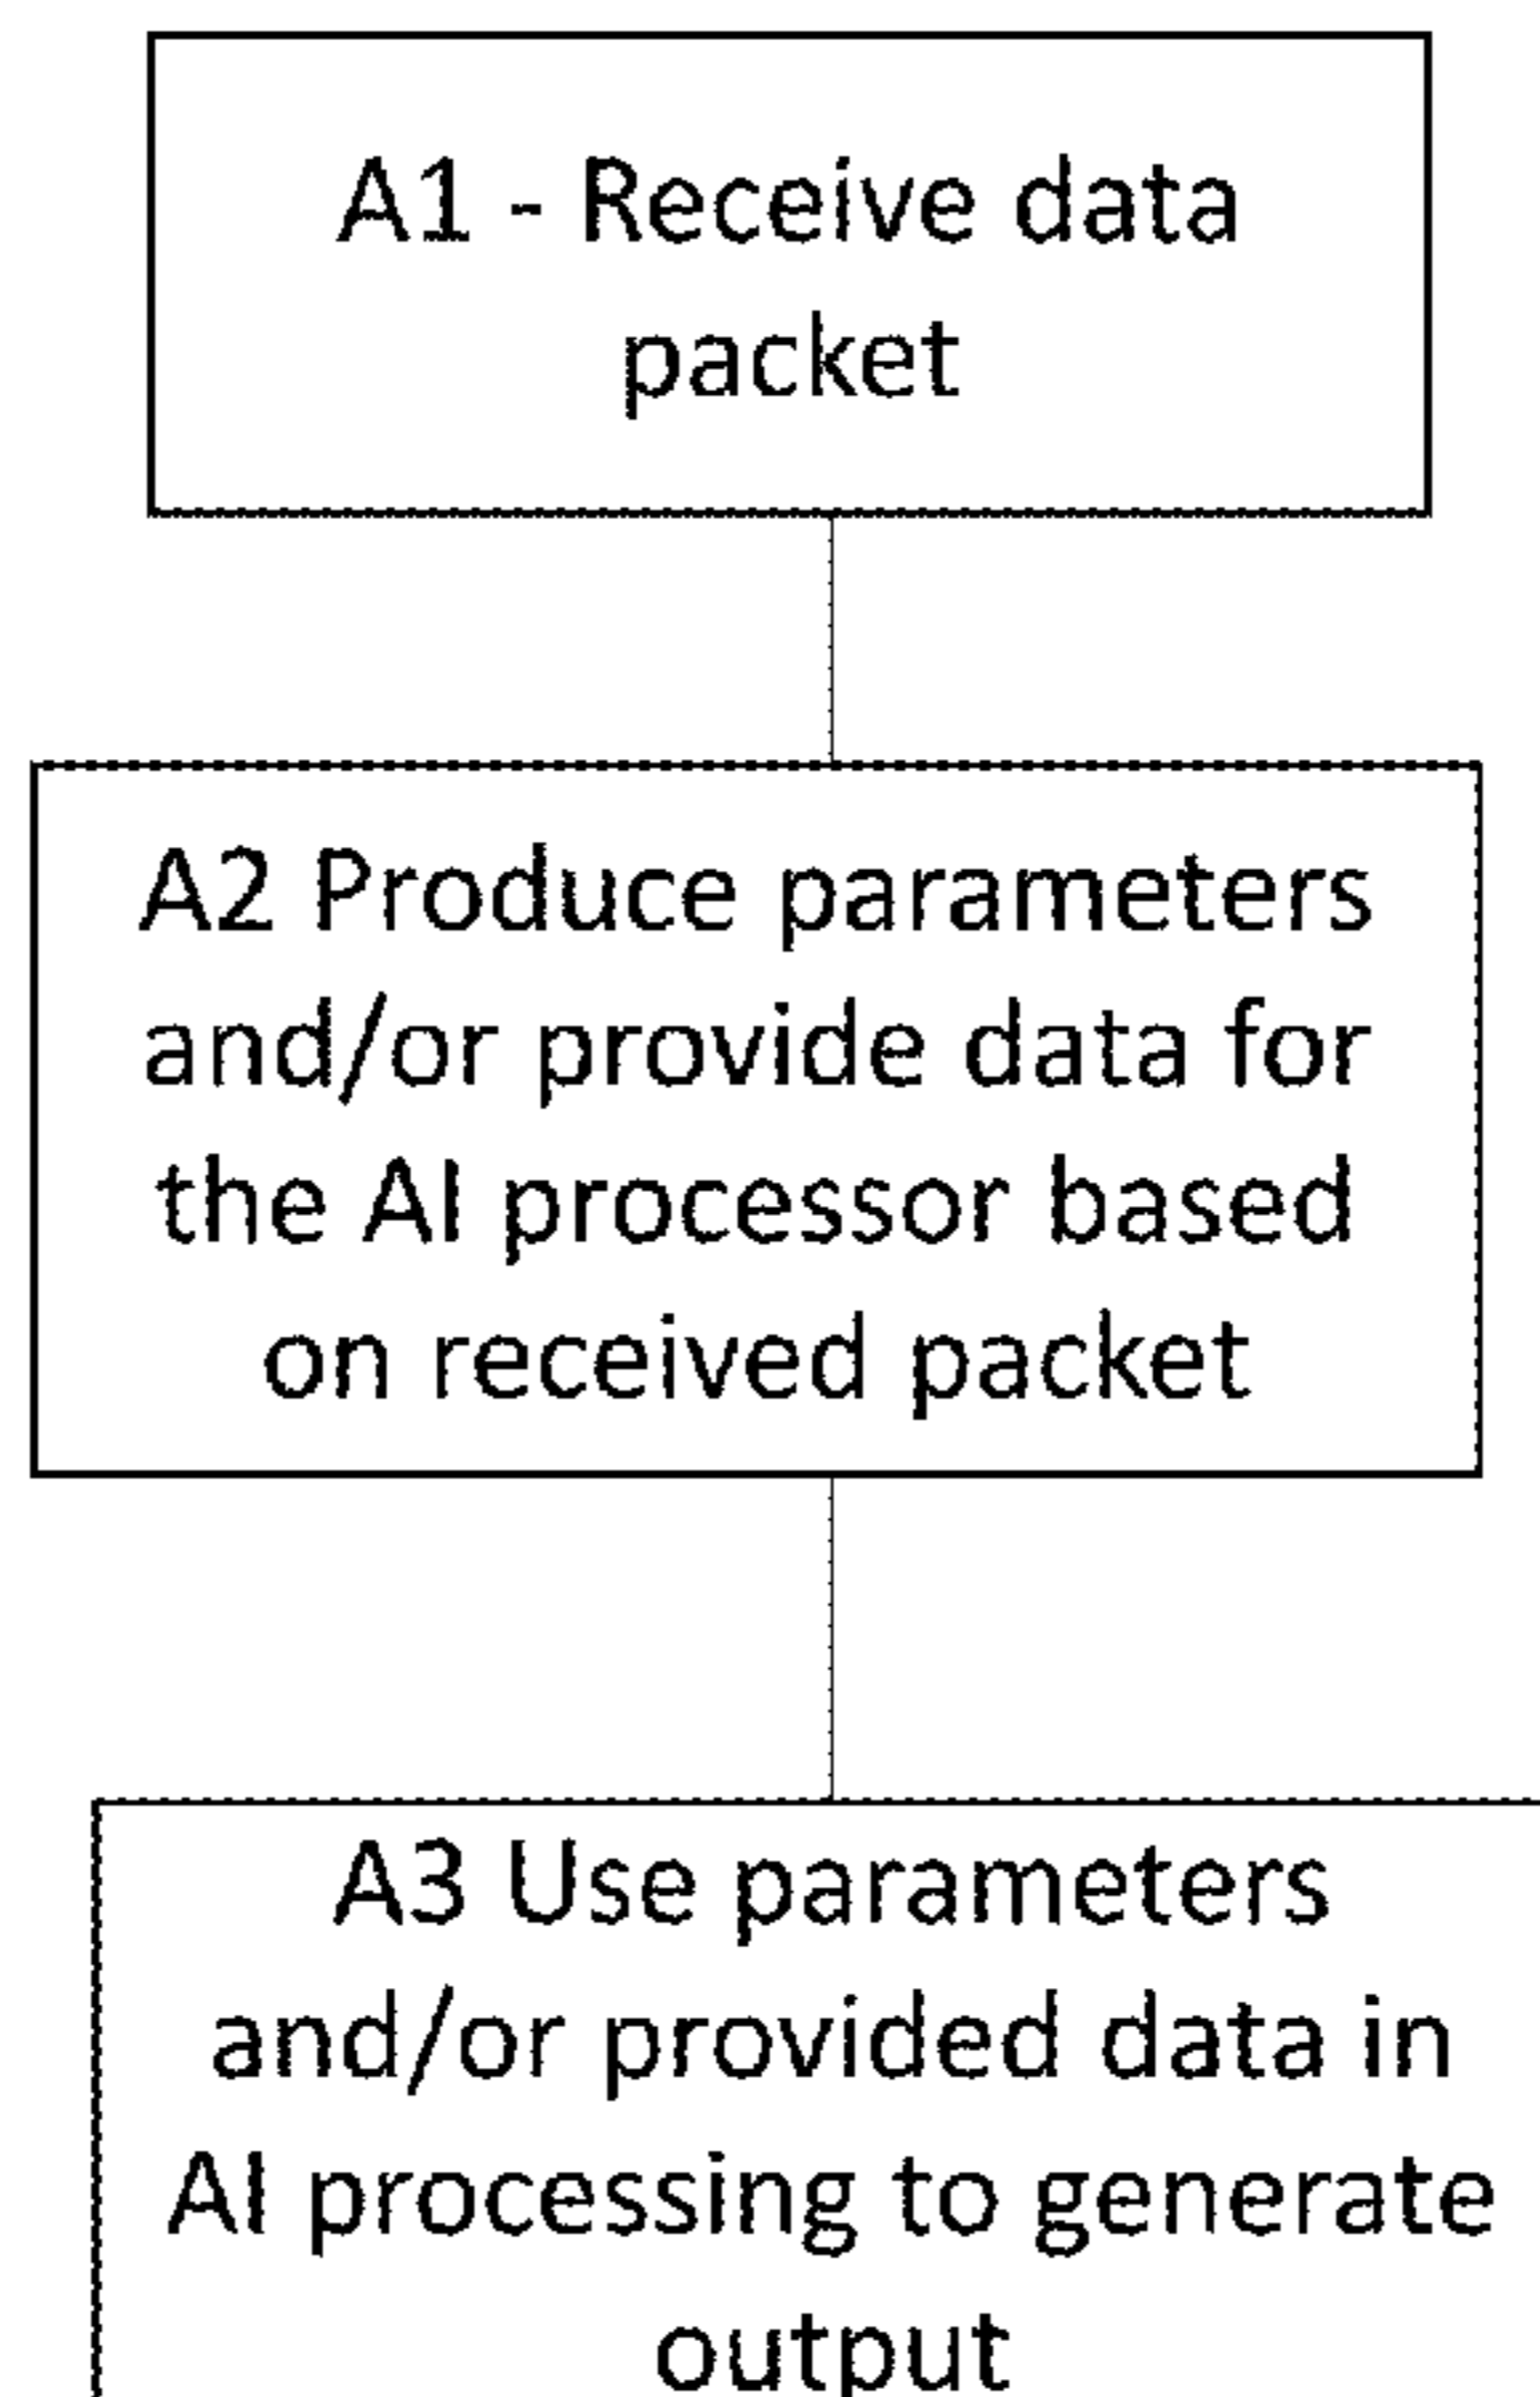 A1 - Receive data
packet
A2 Produce parameters
and/or provide data for
the AI processor based
on received packet
A3 Use parameters
and/or provided data in
AI processing to generate
output